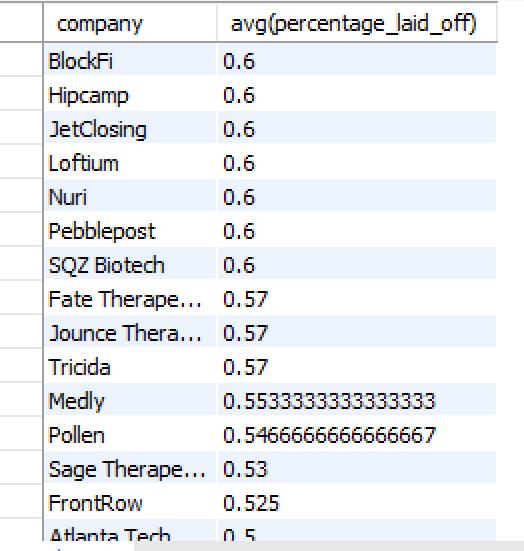 company avg(percentage_laid_off)
BlockFi 0.6
Hipcamp 0.6
JetClosing 0.6
Loftium 0.6
Nuri 0.6
Pebblepost 0.6
SQZ Biotech 0.6
Fate Therape... 0.57
Jounce Thera... 0.57
Tricida 0.57
Medly 0.5533333333333333
Pollen 0.5466666666666667
Sage Therape... 0.53
FrontRow 0.525
Atlanta Tech 0.5